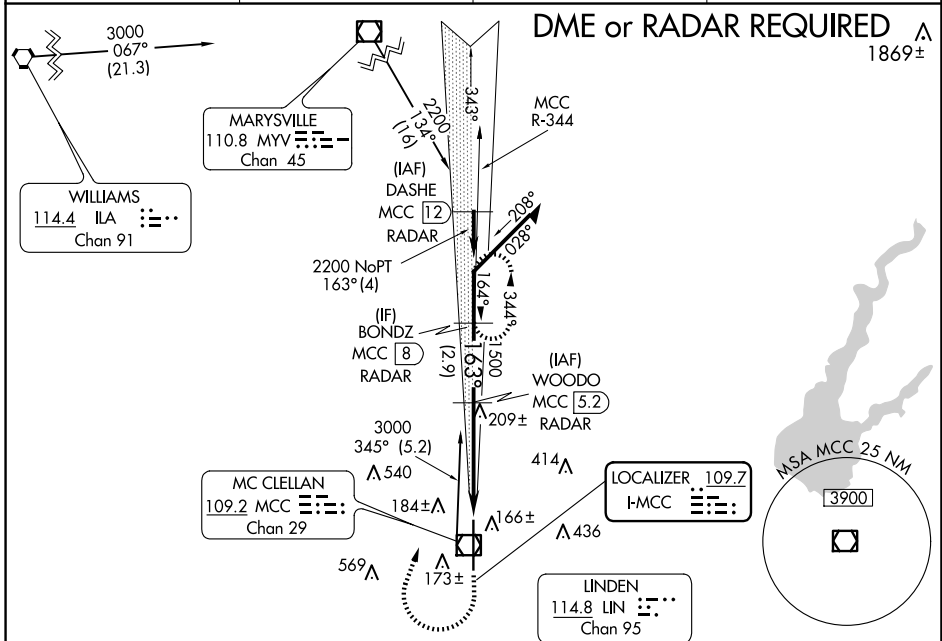 DME or RADAR REQUIRED
1869±
3000
067°
(21.3)
MARYSVILLE
110.8 MYV
Chan 45
WILLIAMS
114.4 ILA
Chan 91
2200
134°
(16)
343°
MCC
R-344
(IAF)
DASHE
MCC 12
RADAR
208°
028°
2200 NoPT
163° (4)
164°
344°
(IF)
BONDZ
MCC 8
RADAR
(2.9)
163°
1500
(IAF)
WOODO
MCC 5.2
RADAR
209±
3000
345° (5.2)
540
414
MC CLELLAN
109.2 MCC
Chan 29
184±
166±
LOCALIZER 109.7
I-MCC
436
569
173±
LINDEN
114.8 LIN
Chan 95
MSA MCC 25 NM
3900